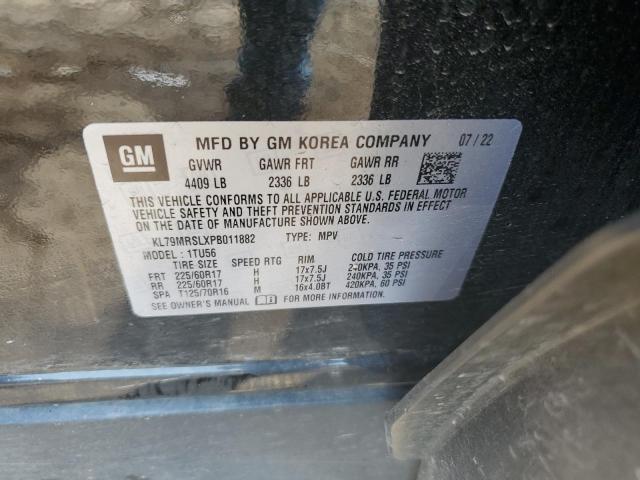 GM MFD BY GM KOREA COMPANY 07/22
GVWR GAWR FRT GAWR RR
4409 LB 2336 LB 2336 LB
THIS VEHICLE CONFORMS TO ALL APPLICABLE U.S. FEDERAL MOTOR
VEHICLE SAFETY AND THEFT PREVENTION STANDARDS IN EFFECT
ON THE DATE OF MANUFACTURE SHOWN ABOVE.
KL79MRSLXPB011882 TYPE: MPV
MODEL : 1TU56
TIRE SIZE SPEED RTG RIM COLD TIRE PRESSURE
FRT 225/60R17 H 17x7.5J 240KPA, 35 PSI
RR 225/60R17 H 17x7.5J 240KPA, 35 PSI
SPA T125/70R16 M 16x4.0BT 420KPA, 60 PSI
SEE OWNER'S MANUAL FOR MORE INFORMATION.